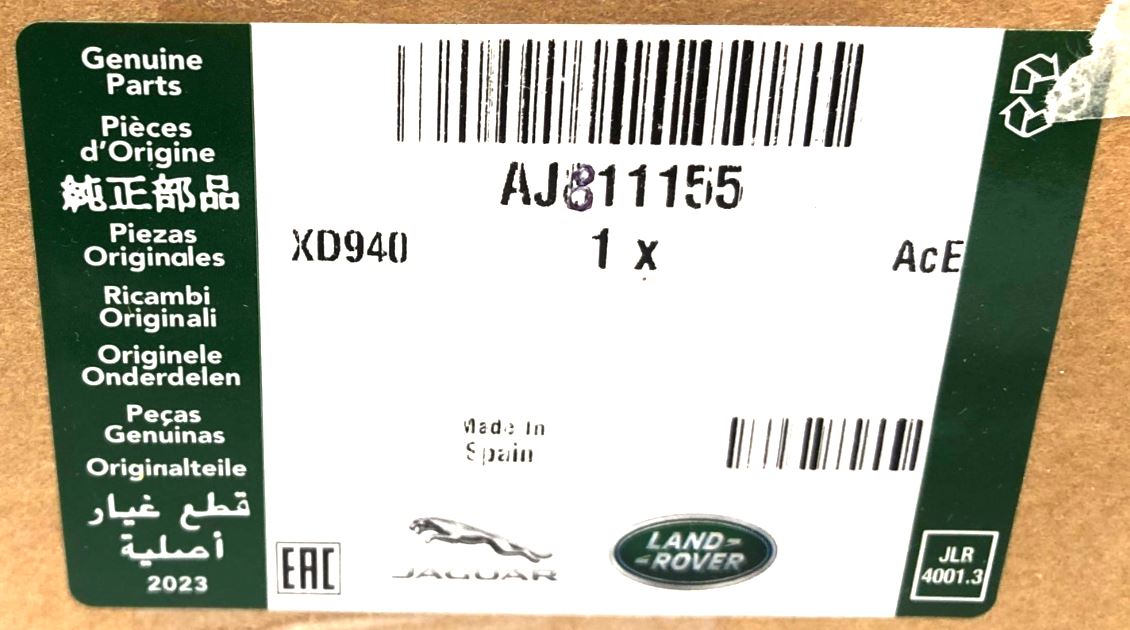 Genuine
Parts
Pièces
d'Origine
純正部品
Piezas
Originales
Ricambi
Originali
Originele
Onderdelen
Peças
Genuinas
Originalteile
قطع غيار
أصلية
2023
AJ811155
XD940
1 x
AcE
Made In
Spain
EAC
JAGUAR
LAND-
-ROVER
JLR
4001.3